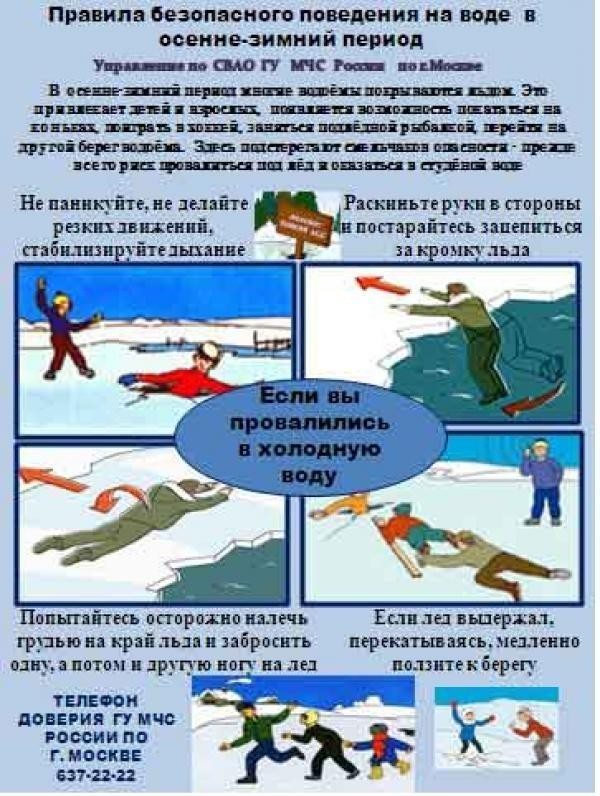 Правила безопасного поведения на воде в
осенне-зимний период
Управление по СВАО ГУ МЧС России по г.Москве
В осенне-зимний период многие водоёмы покрываются льдом. Это
привлекает детей и взрослых, появляется возможность покататься на
коньках, поиграть в хоккей, заняться подлёдной рыбалкой, перейти на
другой берег водоёма. Здесь подстерегают смельчаков опасности - прежде
всего риск провалиться под лёд и оказаться в студёной воде
Не паникуйте, не делайте
резких движений,
стабилизируйте дыхание
Раскиньте руки в стороны
и постарайтесь зацепиться
за кромку льда
Если вы
провалились
в холодную
воду
Попытайтесь осторожно налечь
грудью на край льда и забросить
одну, а потом и другую ногу на лед
Если лед выдержал,
перекатываясь, медленно
ползите к берегу
ТЕЛЕФОН
ДОВЕРИЯ ГУ МЧС
РОССИИ ПО
Г. МОСКВЕ
637-22-22